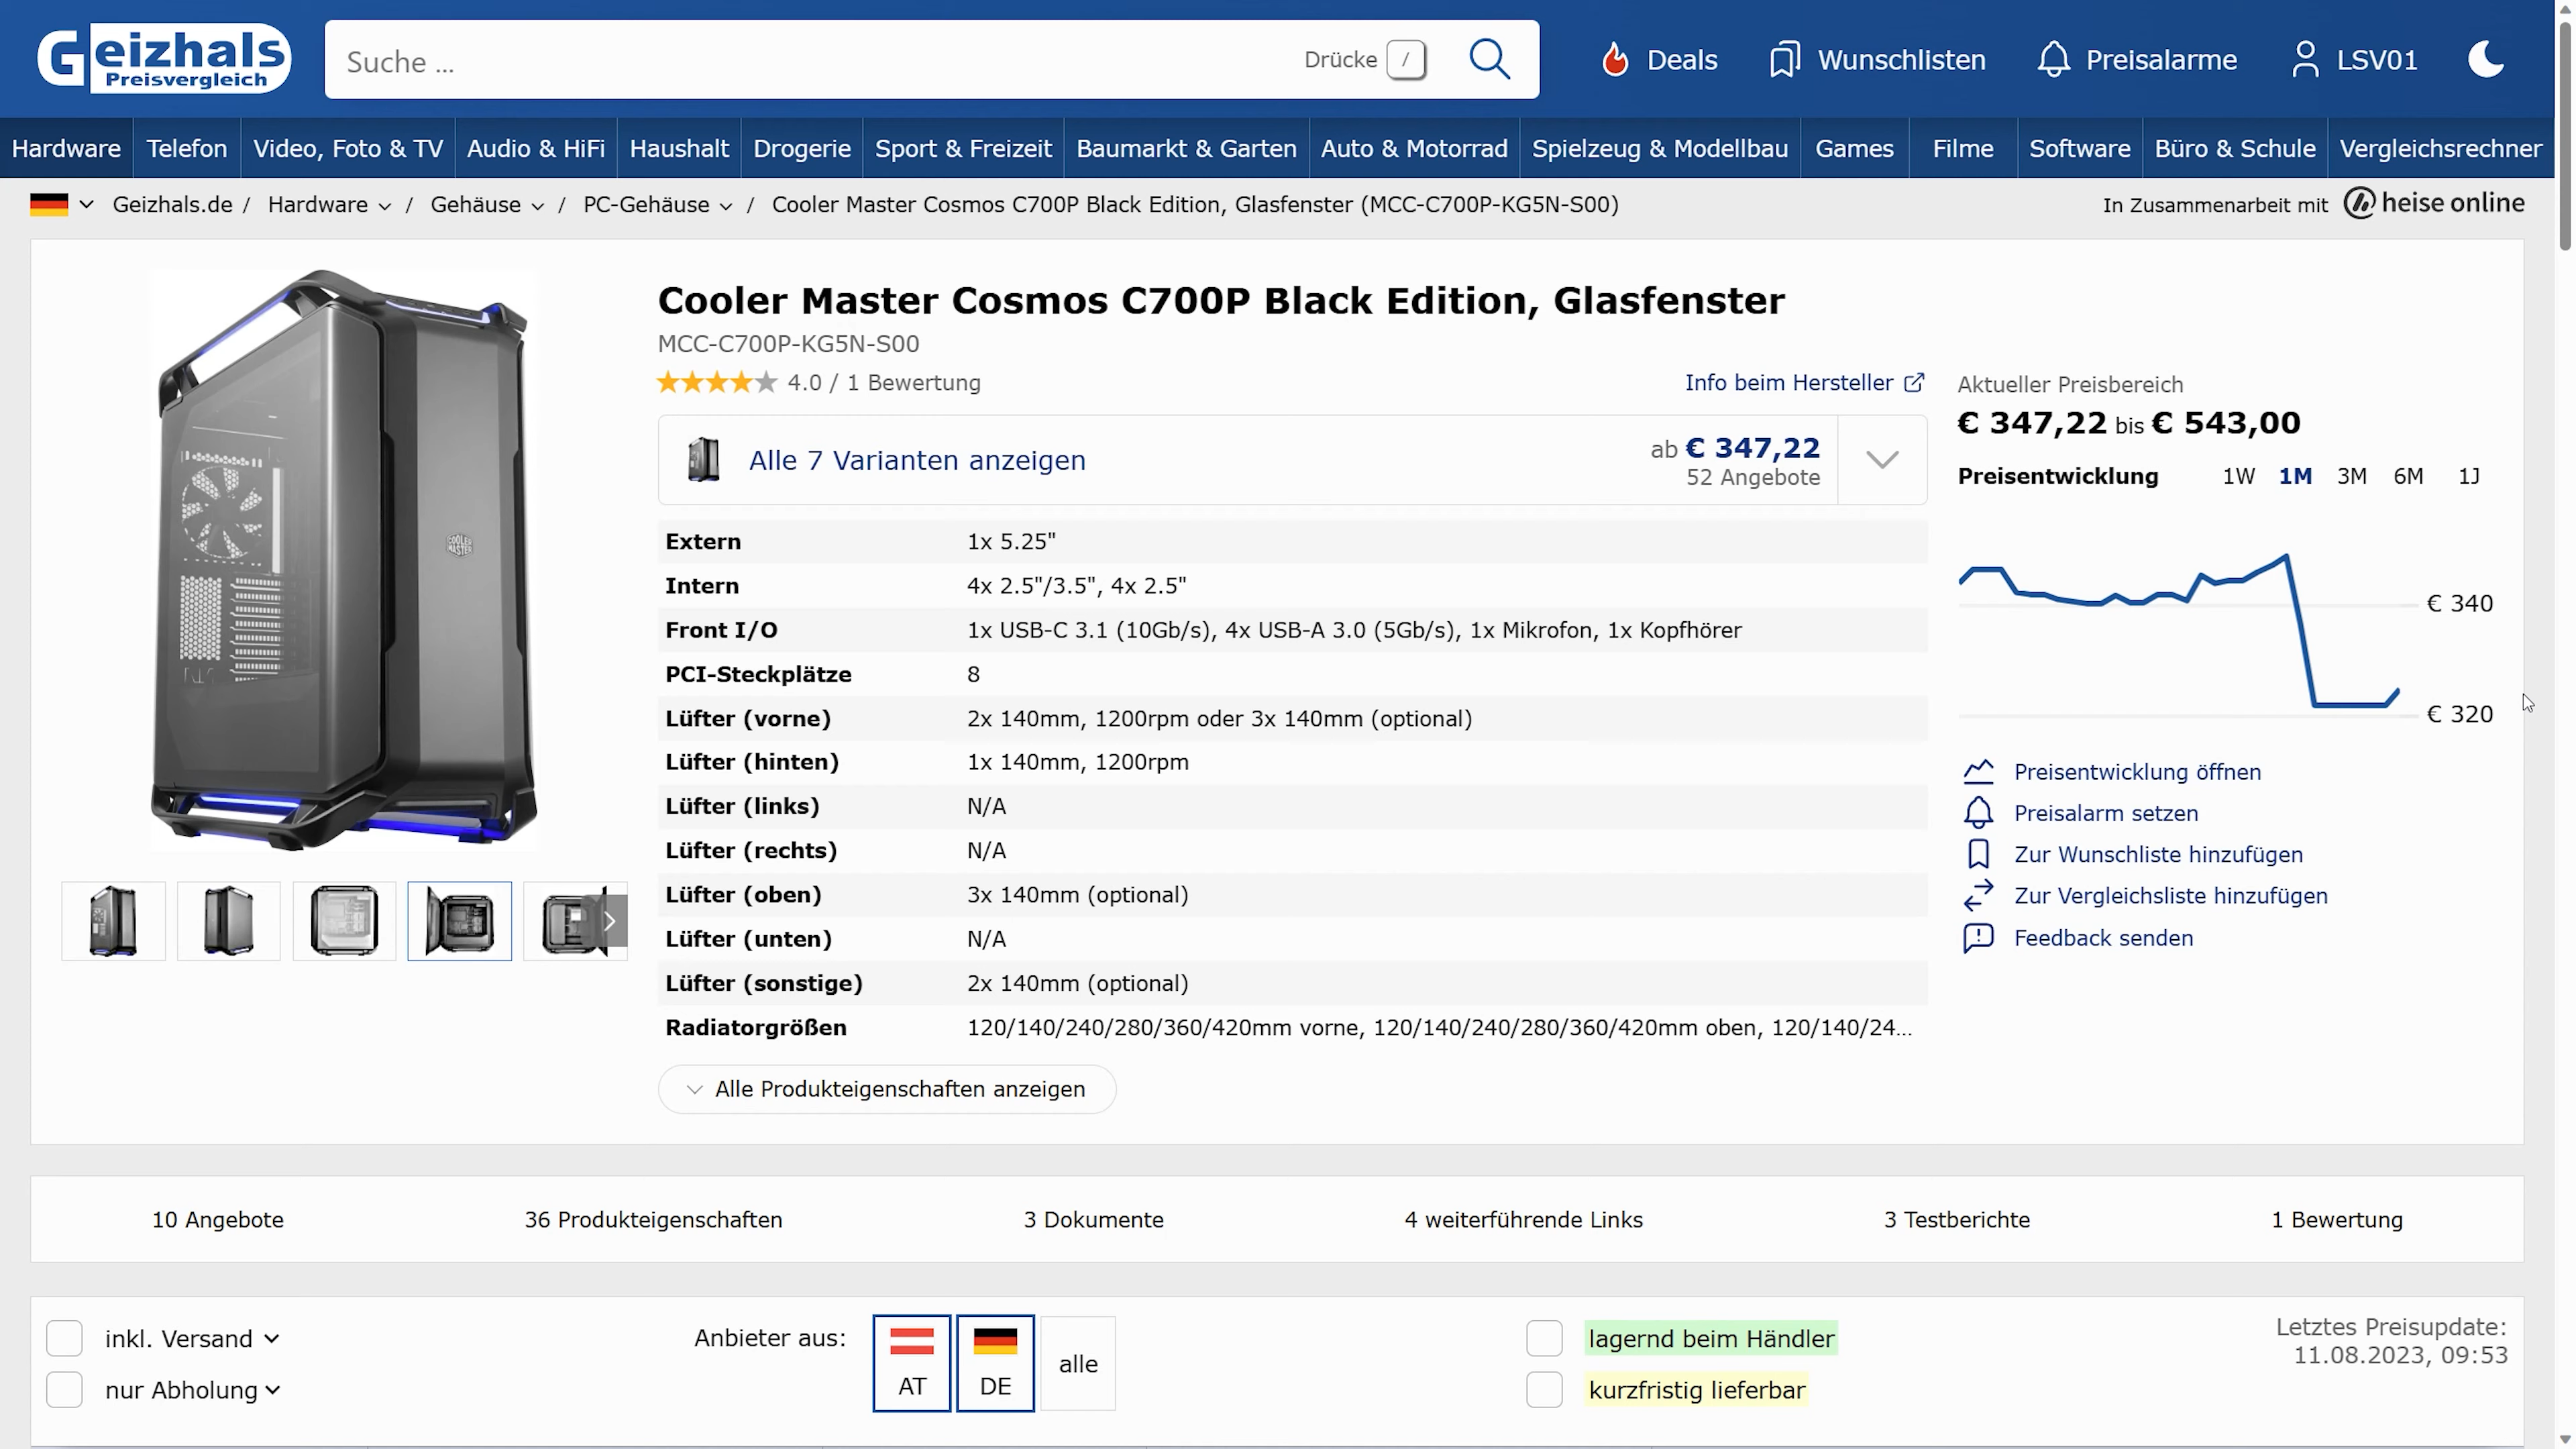 Geizhals
Preisvergleich
Suche ...
Drücke /
Deals
Wunschlisten
Preisalarme
LSV01
Hardware
Telefon
Video, Foto & TV
Audio & HiFi
Haushalt
Drogerie
Sport & Freizeit
Baumarkt & Garten
Auto & Motorrad
Spielzeug & Modellbau
Games
Filme
Software
Büro & Schule
Vergleichsrechner
Geizhals.de / Hardware / Gehäuse / PC-Gehäuse / Cooler Master Cosmos C700P Black Edition, Glasfenster (MCC-C700P-KG5N-S00)
In Zusammenarbeit mit heise online
COOLER
MASTER
Cooler Master Cosmos C700P Black Edition, Glasfenster
MCC-C700P-KG5N-S00
4.0 / 1 Bewertung
Info beim Hersteller
Alle 7 Varianten anzeigen
ab € 347,22
52 Angebote
Extern 1x 5.25"
Intern 4x 2.5"/3.5", 4x 2.5"
Front I/O 1x USB-C 3.1 (10Gb/s), 4x USB-A 3.0 (5Gb/s), 1x Mikrofon, 1x Kopfhörer
PCI-Steckplätze 8
Lüfter (vorne) 2x 140mm, 1200rpm oder 3x 140mm (optional)
Lüfter (hinten) 1x 140mm, 1200rpm
Lüfter (links) N/A
Lüfter (rechts) N/A
Lüfter (oben) 3x 140mm (optional)
Lüfter (unten) N/A
Lüfter (sonstige) 2x 140mm (optional)
Radiatorgrößen 120/140/240/280/360/420mm vorne, 120/140/240/280/360/420mm oben, 120/140/24...
Alle Produkteigenschaften anzeigen
Aktueller Preisbereich
€ 347,22 bis € 543,00
Preisentwicklung 1W 1M 3M 6M 1J
€ 340
€ 320
Preisentwicklung öffnen
Preisalarm setzen
Zur Wunschliste hinzufügen
Zur Vergleichsliste hinzufügen
Feedback senden
10 Angebote
36 Produkteigenschaften
3 Dokumente
4 weiterführende Links
3 Testberichte
1 Bewertung
inkl. Versand
nur Abholung
Anbieter aus:
AT
DE
alle
lagernd beim Händler
kurzfristig lieferbar
Letztes Preisupdate:
11.08.2023, 09:53